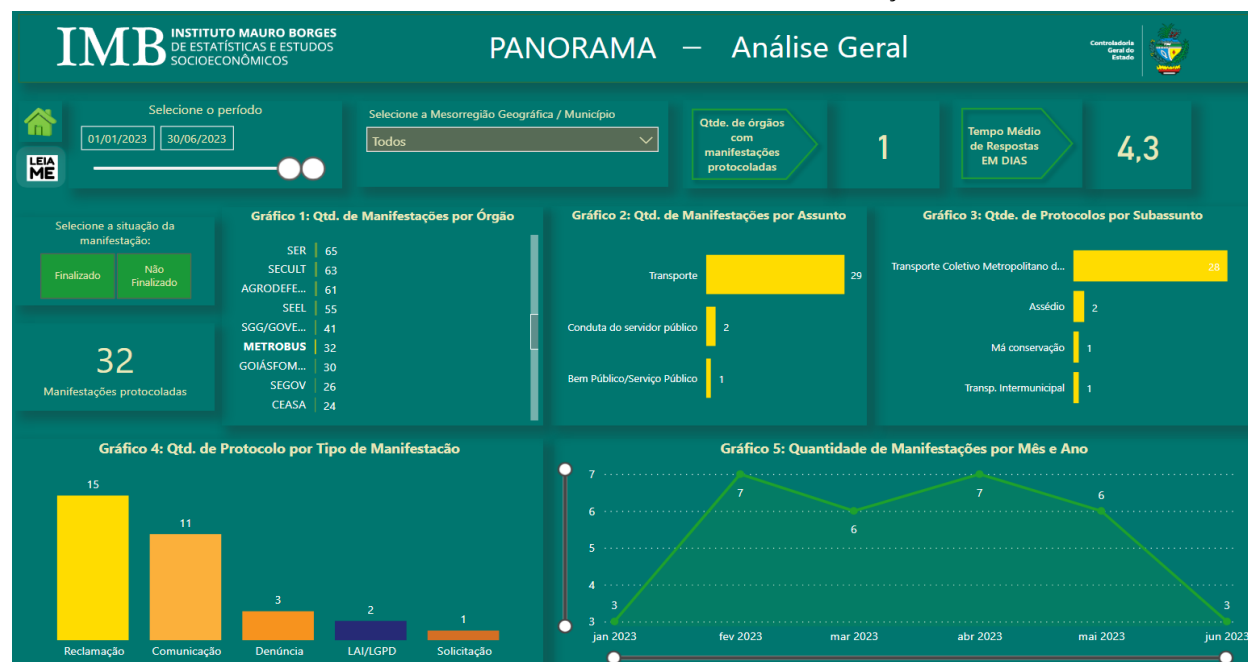 IMB INSTITUTO MAURO BORGES
DE ESTATÍSTICAS E ESTUDOS
SOCIOECONÔMICOS
PANORAMA — Análise Geral
Controladoria
Geral do
Estado
LEIA
ME
Selecione o período
01/01/2023 30/06/2023
Selecione a Mesorregião Geográfica / Município
Todos
Qtde. de órgãos
com
manifestações
protocoladas
1
Tempo Médio
de Respostas
EM DIAS
4,3
Selecione a situação da
manifestação:
Finalizado
Não
Finalizado
32
Manifestações protocoladas
Gráfico 1: Qtd. de Manifestações por Órgão
SER 65
SECULT 63
AGRODEFE... 61
SEEL 55
SGG/GOVE... 41
METROBUS 32
GOIÁSFOM... 30
SEGOV 26
CEASA 24
Gráfico 2: Qtd. de Manifestações por Assunto
Transporte 29
Conduta do servidor público 2
Bem Público/Serviço Público 1
Gráfico 3: Qtde. de Protocolos por Subassunto
Transporte Coletivo Metropolitano d... 28
Assédio 2
Má conservação 1
Transp. Intermunicipal 1
Gráfico 4: Qtd. de Protocolo por Tipo de Manifestacão
15
11
3
2
1
Reclamação Comunicação Denúncia LAI/LGPD Solicitação
Gráfico 5: Quantidade de Manifestações por Mês e Ano
7
6
5
4
3
3
7
6
7
6
3
jan 2023 fev 2023 mar 2023 abr 2023 mai 2023 jun 2023